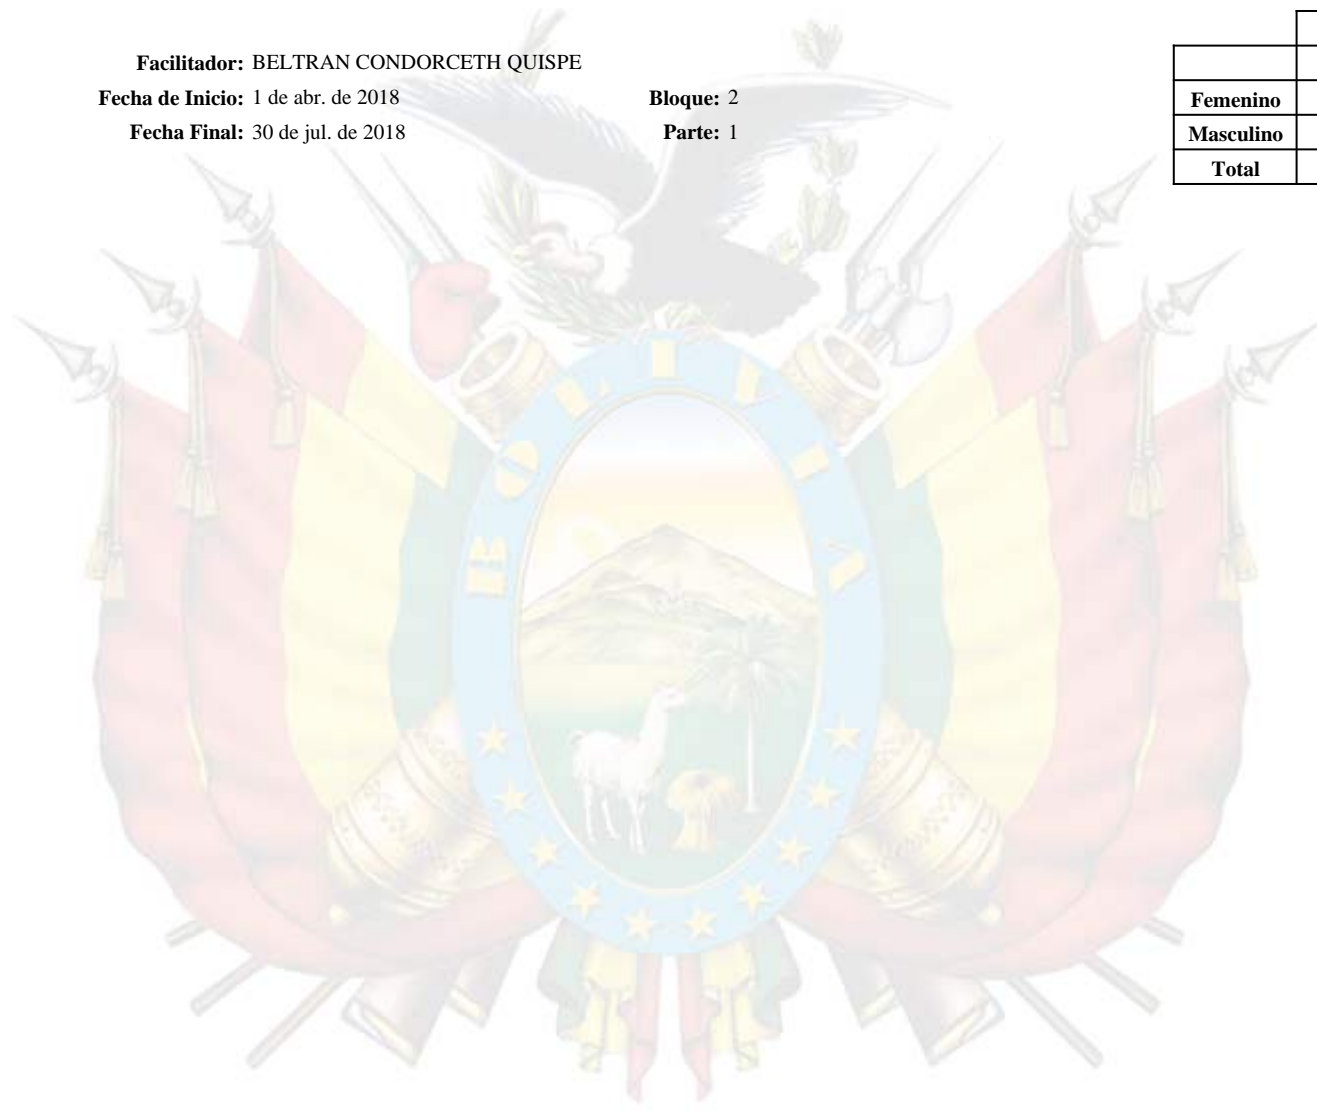 Facilitador: BELTRAN CONDORCETH QUISPE
Fecha de Inicio: 1 de abr. de 2018 Bloque: 2
Fecha Final: 30 de jul. de 2018 Parte: 1
Femenino
Masculino
Total
BOLIVIA